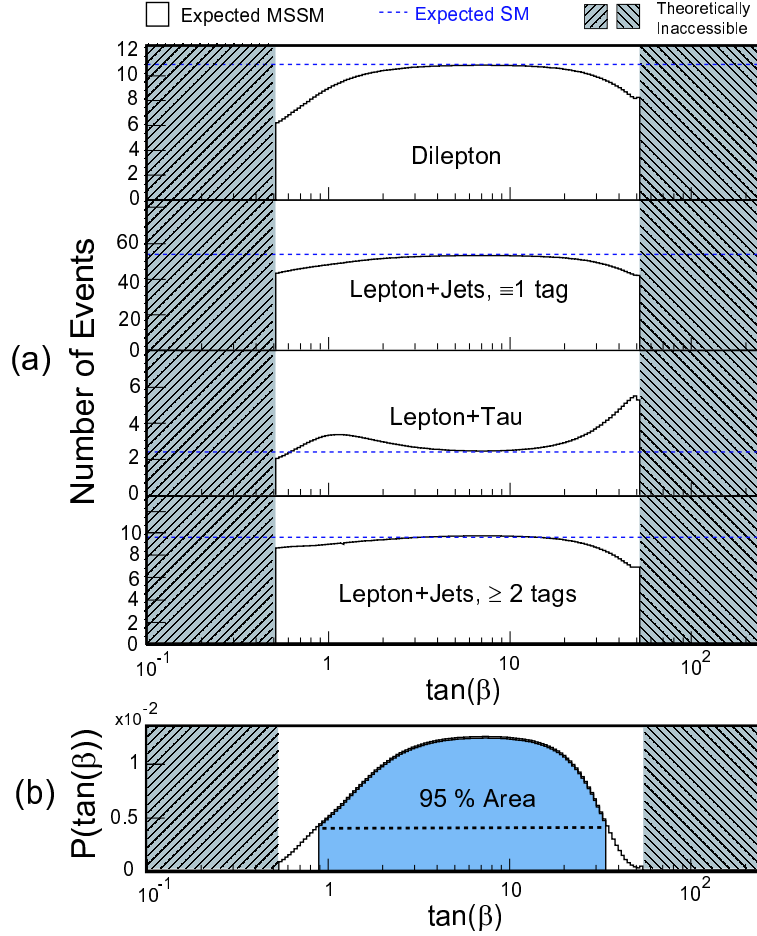 Expected MSSM
Expected SM
Theoretically
Inaccessible
12
10
8
6
4
2
0
Dilepton
60
40
20
0
Lepton+Jets, ≡1 tag
6
4
2
0
Lepton+Tau
10
8
6
4
2
0
Lepton+Jets, ≥ 2 tags
(a)
Number of Events
10⁻¹
1
10
10²
tan(β)
x10⁻²
1
0.5
0
(b)
P(tan(β))
95 % Area
10⁻¹
1
10
10²
tan(β)